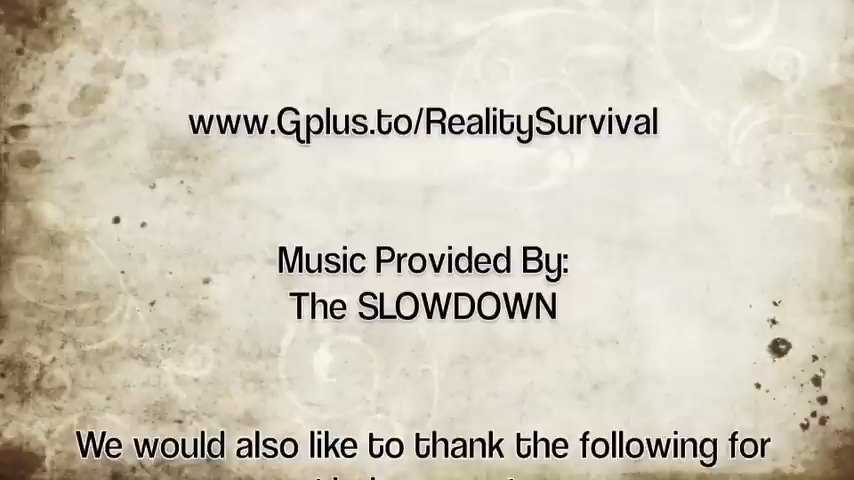 www.Gplus.to/RealitySurvival
Music Provided By:
The SLOWDOWN
We would also like to thank the following for